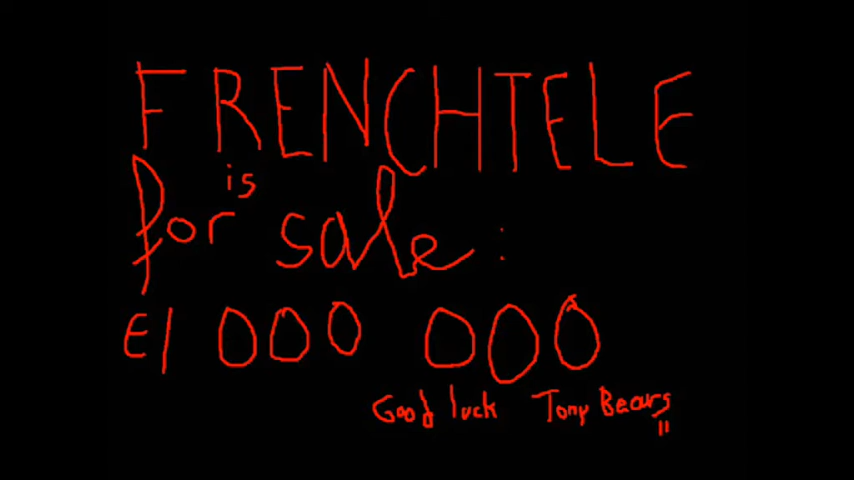 FRENCHTELE
is
for sale :
€1 000 000
Good luck Tony Bears